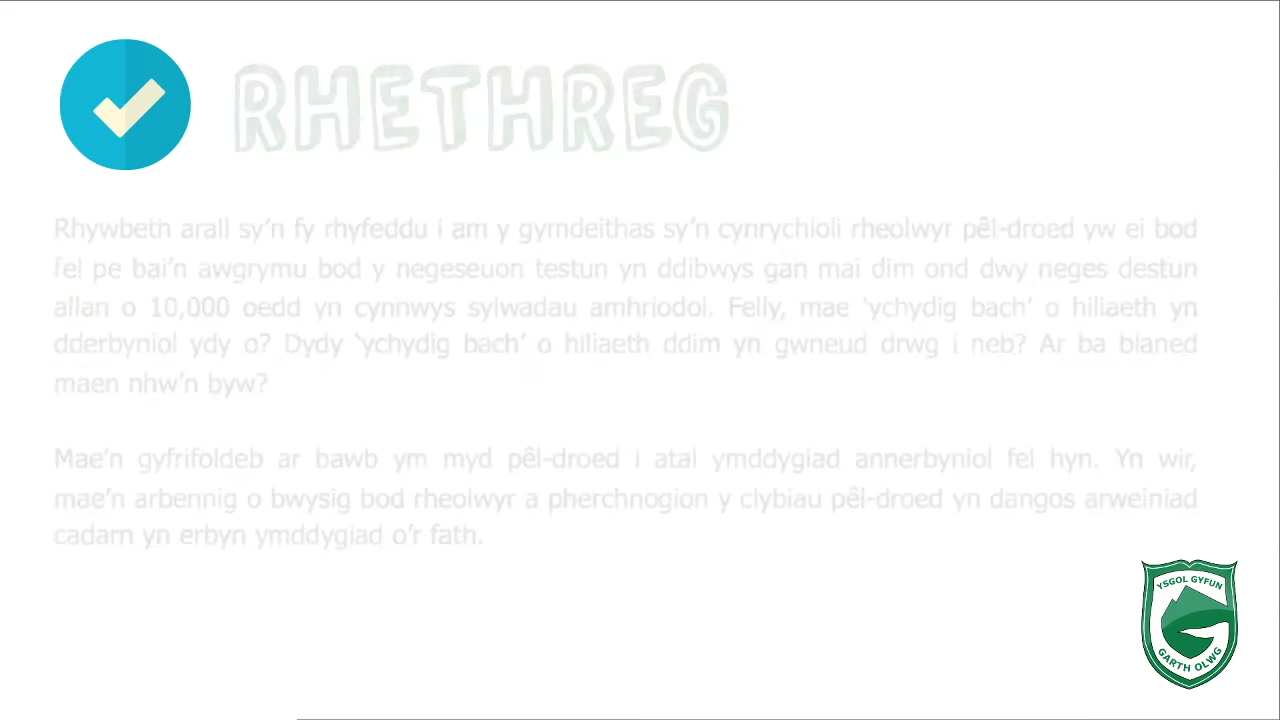 RHETHREG
Rhywbeth arall sy’n fy rhyfeddu i am y gymdeithas sy’n cynrychioli rheolwyr pêl-droed yw ei bod
fel pe bai’n awgrymu bod y negeseuon testun yn ddibwys gan mai dim ond dwy neges destun
allan o 10,000 oedd yn cynnwys sylwadau amhriodol. Felly, mae ‘ychydig bach’ o hiliaeth yn
dderbyniol ydy o? Dydy ‘ychydig bach’ o hiliaeth ddim yn gwneud drwg i neb? Ar ba blaned
maen nhw’n byw?
Mae’n gyfrifoldeb ar bawb ym myd pêl-droed i atal ymddygiad annerbyniol fel hyn. Yn wir,
mae’n arbennig o bwysig bod rheolwyr a pherchnogion y clybiau pêl-droed yn dangos arweiniad
cadarn yn erbyn ymddygiad o’r fath.
YSGOL GYFUN
GARTH OLWG